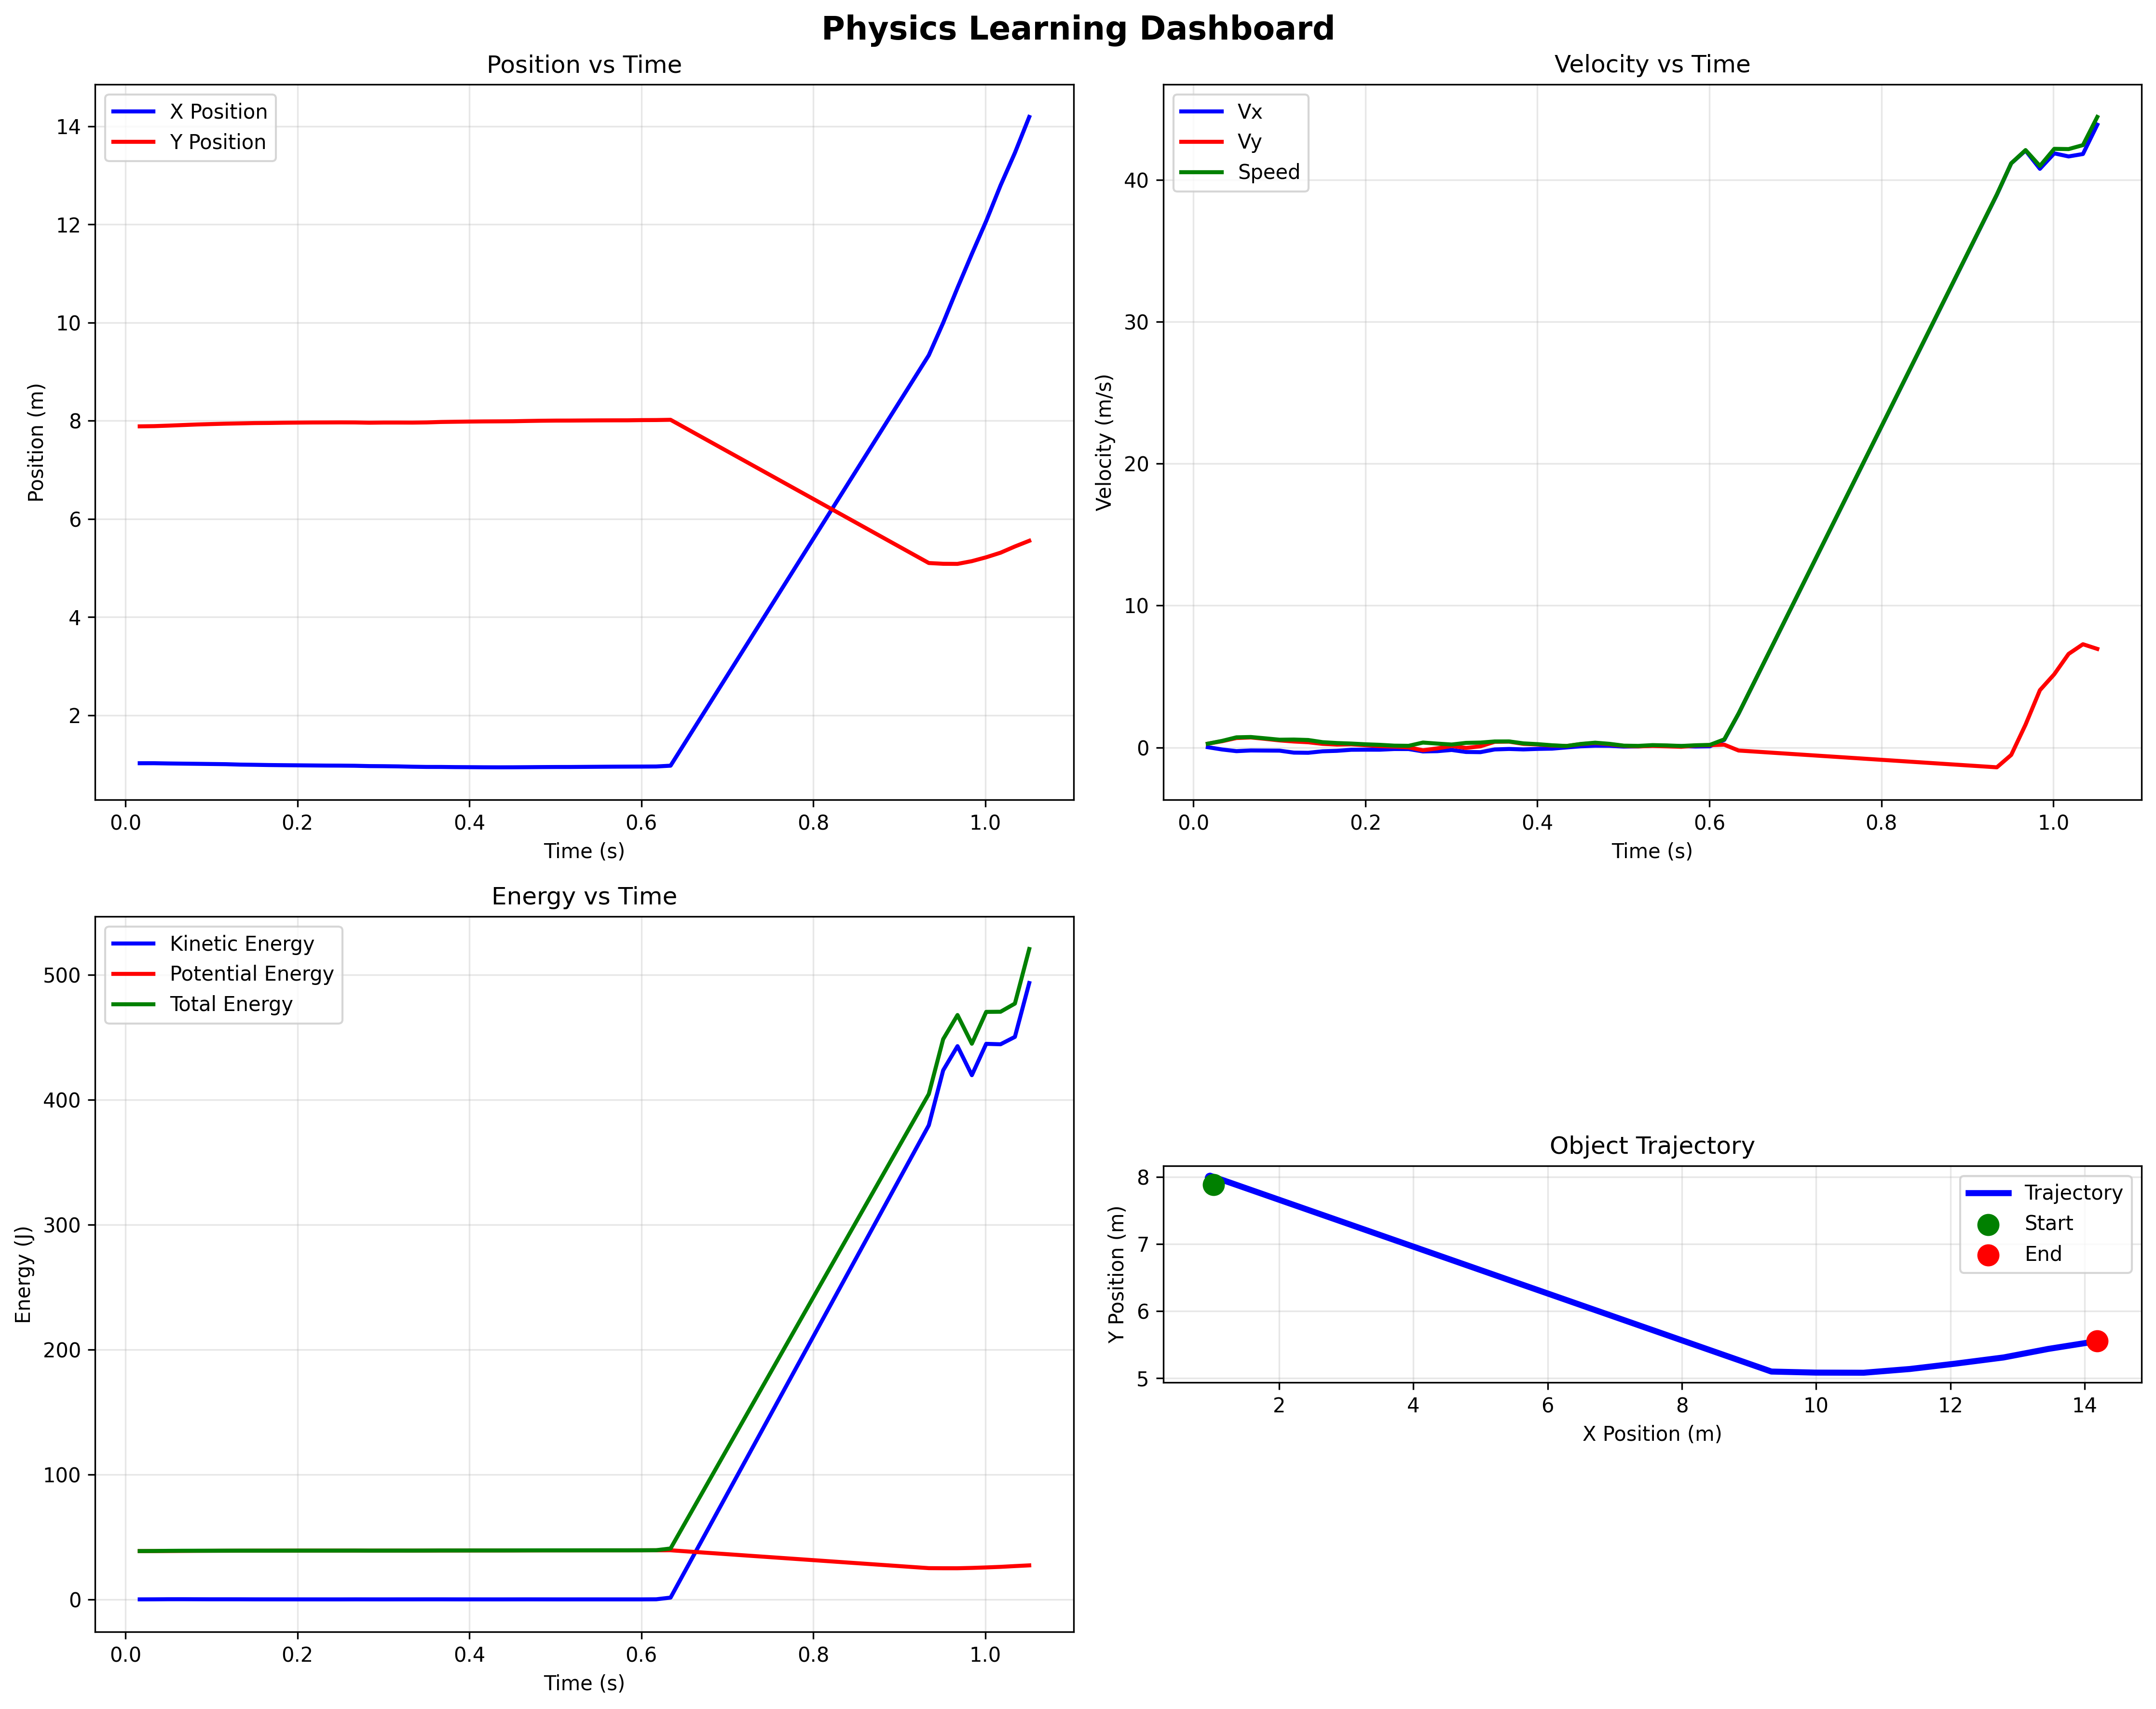 Physics Learning Dashboard
Position vs Time
X Position
Y Position
Position (m)
14
12
10
8
6
4
2
0.0 0.2 0.4 0.6 0.8 1.0
Time (s)
Velocity vs Time
Vx
Vy
Speed
Velocity (m/s)
40
30
20
10
0
0.0 0.2 0.4 0.6 0.8 1.0
Time (s)
Energy vs Time
Kinetic Energy
Potential Energy
Total Energy
Energy (J)
500
400
300
200
100
0
0.0 0.2 0.4 0.6 0.8 1.0
Time (s)
Object Trajectory
Trajectory
Start
End
Y Position (m)
8
7
6
5
2 4 6 8 10 12 14
X Position (m)